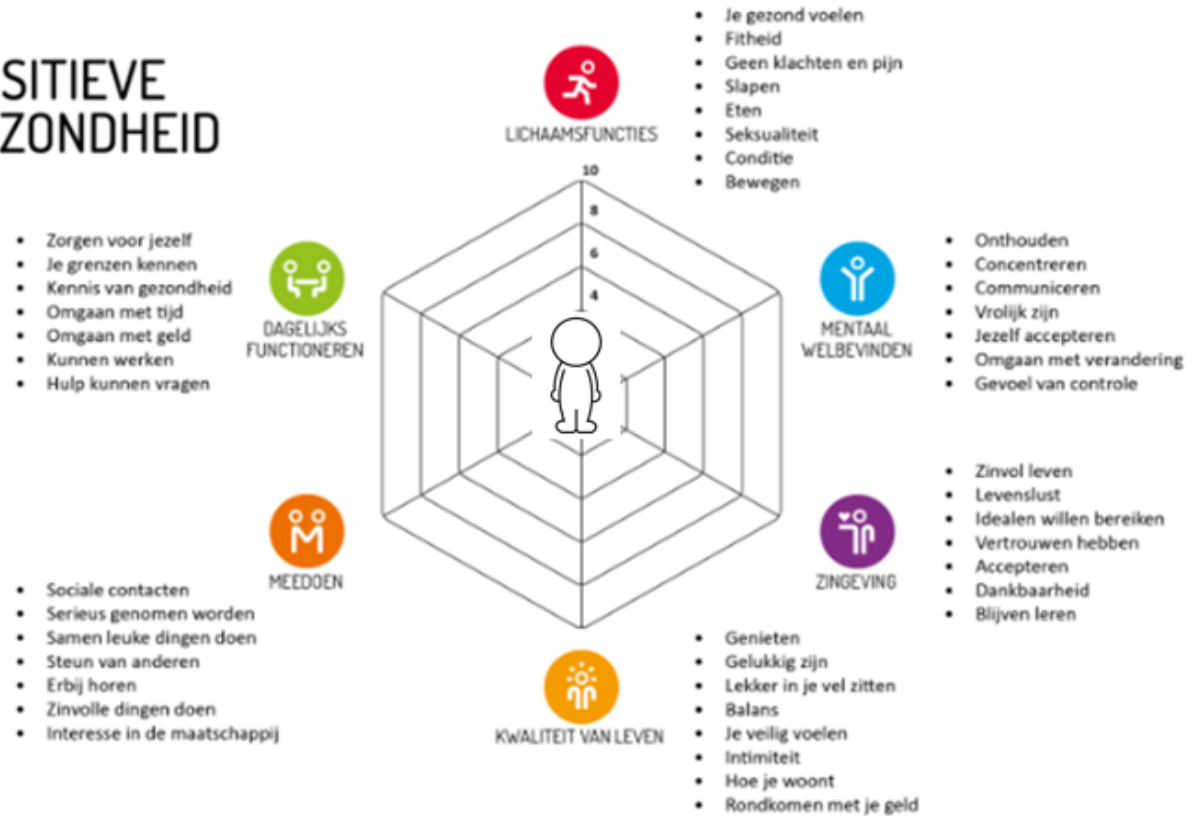 SITIEVE
ZONDHEID
LICHAAMSFUNCTIES
• Je gezond voelen
• Fitheid
• Geen klachten en pijn
• Slapen
• Eten
• Seksualiteit
• Conditie
• Bewegen
10
8
6
4
MENTAAL
WELBEVINDEN
• Onthouden
• Concentreren
• Communiceren
• Vrolijk zijn
• Jezelf accepteren
• Omgaan met verandering
• Gevoel van controle
ZINGEVING
• Zinvol leven
• Levenslust
• Idealen willen bereiken
• Vertrouwen hebben
• Accepteren
• Dankbaarheid
• Blijven leren
KWALITEIT VAN LEVEN
• Genieten
• Gelukkig zijn
• Lekker in je vel zitten
• Balans
• Je veilig voelen
• Intimiteit
• Hoe je woont
• Rondkomen met je geld
MEEDOEN
• Sociale contacten
• Serieus genomen worden
• Samen leuke dingen doen
• Steun van anderen
• Erbij horen
• Zinvolle dingen doen
• Interesse in de maatschappij
DAGELIJKS
FUNCTIONEREN
• Zorgen voor jezelf
• Je grenzen kennen
• Kennis van gezondheid
• Omgaan met tijd
• Omgaan met geld
• Kunnen werken
• Hulp kunnen vragen